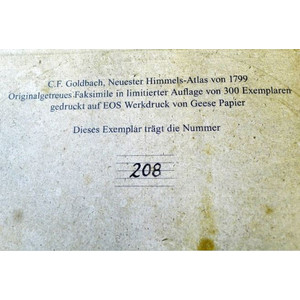 C.F. Goldbach, Neuester Himmels-Atlas von 1799
Originalgetreues Faksimile in limitierter Auflage von 300 Exemplaren
gedruckt auf EOS Werkdruck von Geese Papier
Dieses Exemplar trägt die Nummer
208